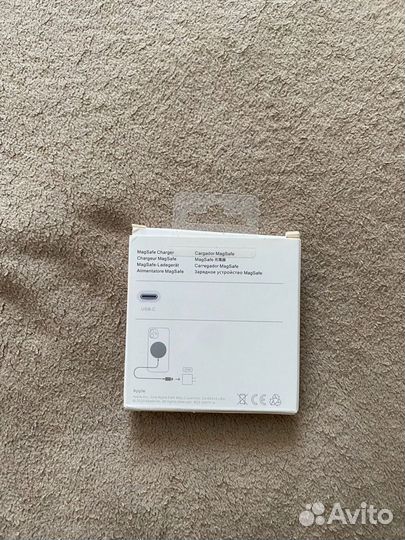 MagSafe Charger
Chargeur MagSafe
MagSafe-Ladegerät
Alimentatore MagSafe
Cargador MagSafe
MagSafe 充電器
Carregador MagSafe
Зарядное устройство MagSafe
USB-C
Apple
Avito